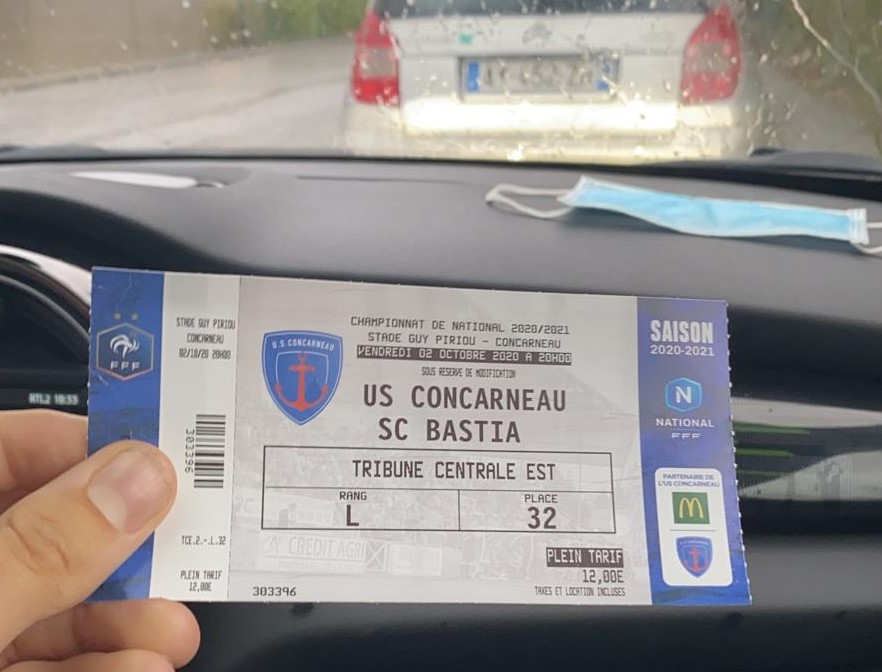 RTL2 18:33
FFF
STADE GUY PIRIOU
CONCARNEAU
02/10/20 20H00
303396
TCE.2.-.L.32
PLEIN TARIF
12,00E
U.S. CONCARNEAU
CHAMPIONNAT DE NATIONAL 2020/2021
STADE GUY PIRIOU - CONCARNEAU
VENDREDI 02 OCTOBRE 2020 A 20H00
SOUS RESERVE DE MODIFICATION
US CONCARNEAU
SC BASTIA
TRIBUNE CENTRALE EST
RANG
L
PLACE
32
CREDIT AGRI
PLEIN TARIF
12,00E
TAXES ET LOCATION INCLUSES
303396
SAISON
2020-2021
N
NATIONAL
FFF
PARTENAIRE DE
L'US CONCARNEAU
M